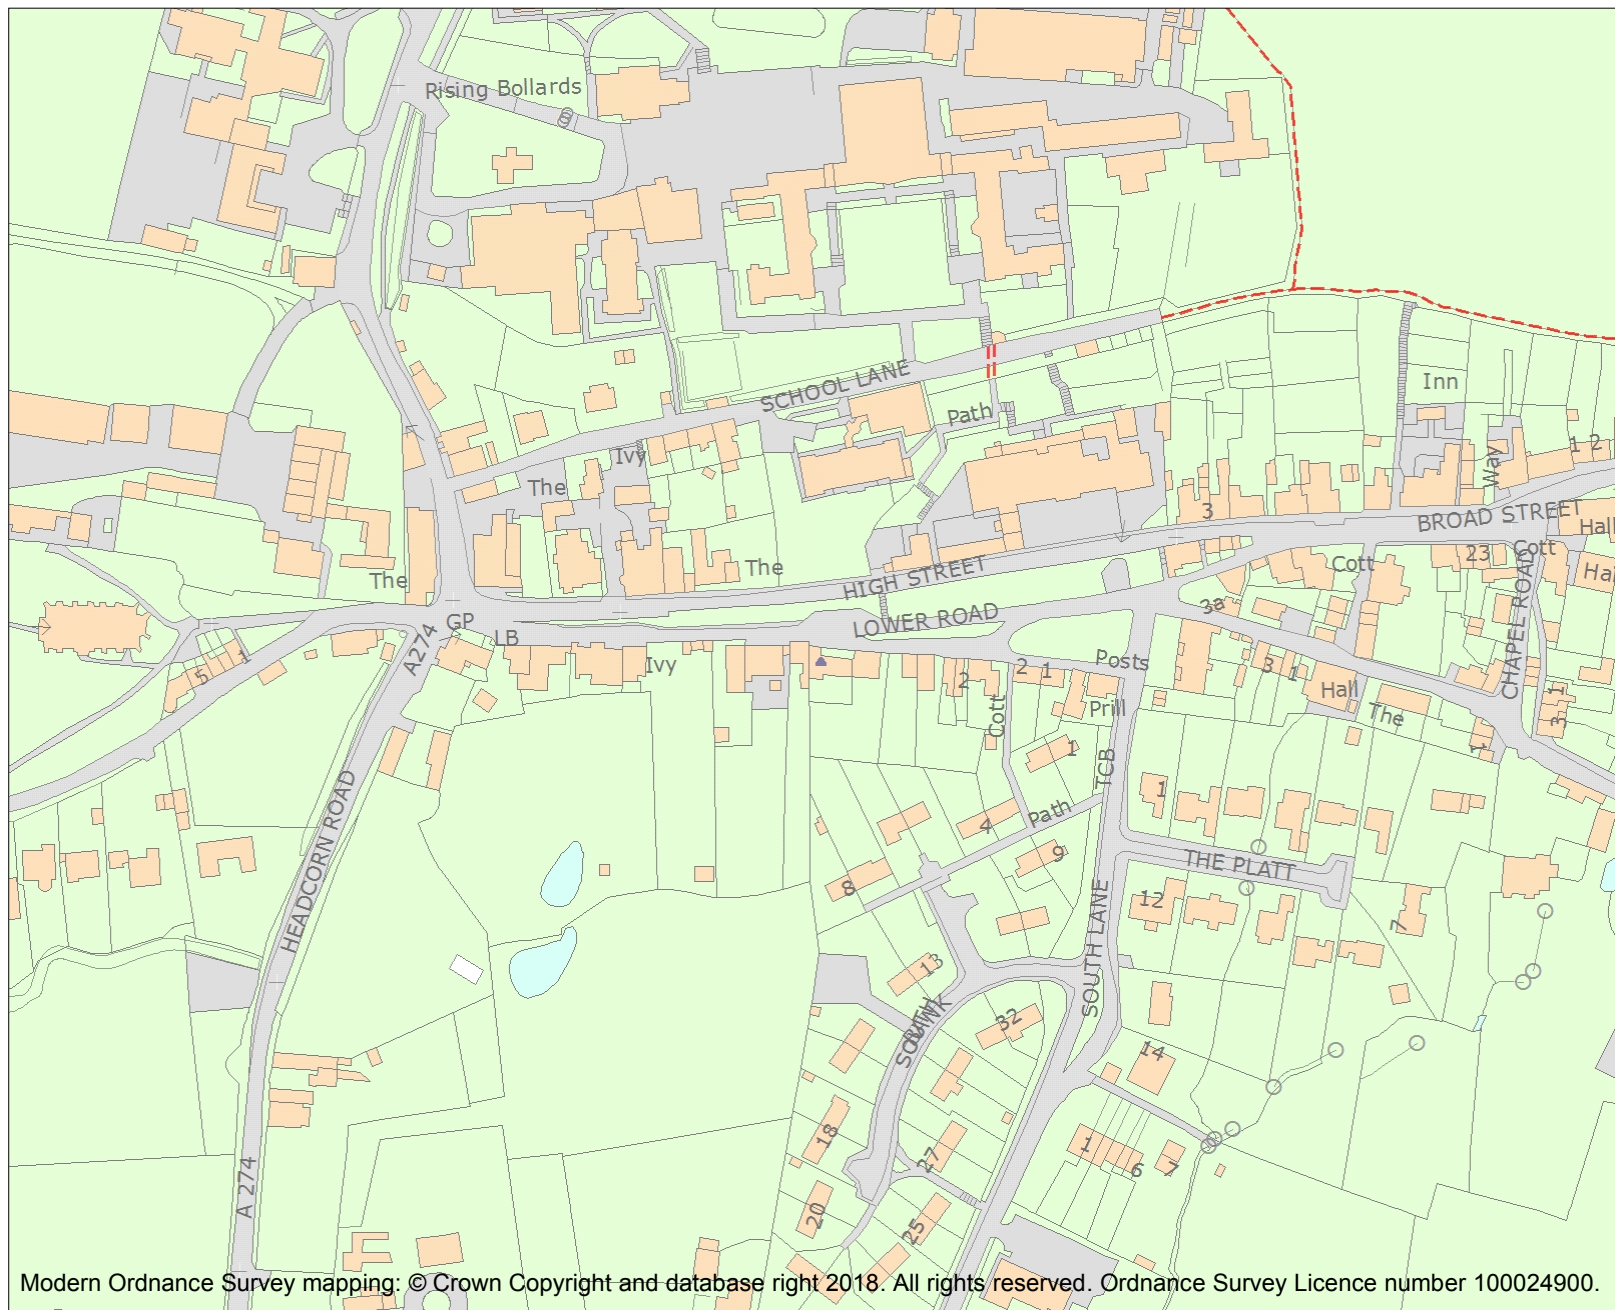 Rising Bollards
SCHOOL LANE
Path
Inn
Ivy
The
Way
1 2
3
BROAD STREET
Hall
The
The
HIGH STREET
Cott
23
Cott
LOWER ROAD
3a
GP
LB
A274
CHAPEL ROAD
5
1
Ivy
2
Cott
2
1
Posts
Prill
3
1
Hall
The
1
3
1
1
TCB
1
HEADCORN ROAD
4
Path
9
8
THE PLATT
12
7
SOUTH LANE
13
SOUTH
BANK
32
14
18
27
1
6
7
A 274
20
25
Modern Ordnance Survey mapping: © Crown Copyright and database right 2018. All rights reserved. Ordnance Survey Licence number 100024900.